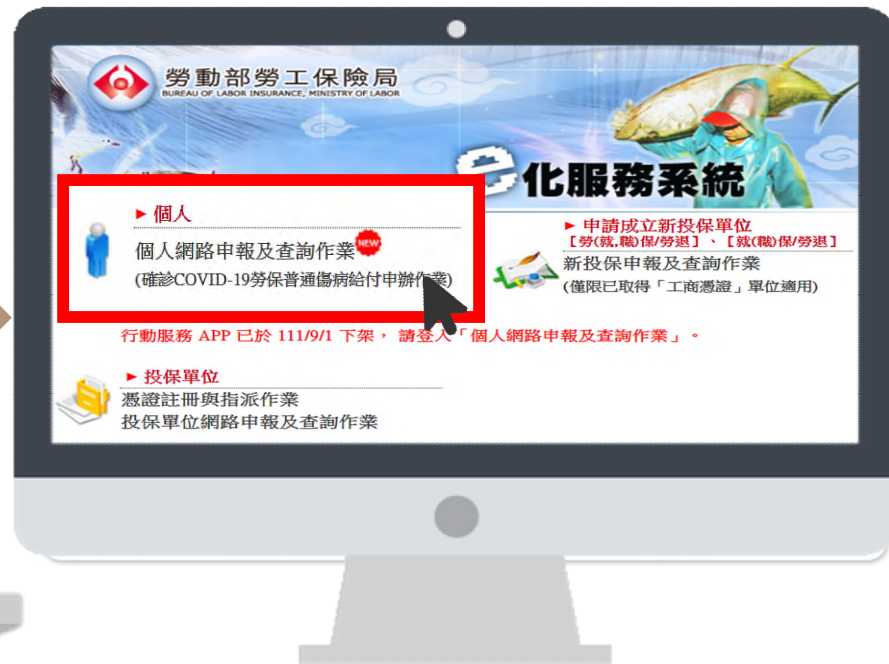 勞動部勞工保險局
BUREAU OF LABOR INSURANCE, MINISTRY OF LABOR
e化服務系統
►個人
個人網路申報及查詢作業NEW
(確診COVID-19勞保普通傷病給付申辦作業)
►申請成立新投保單位
【勞(就,職)保/勞退】、【就(職)保/勞退】
新投保申報及查詢作業
(僅限已取得「工商憑證」單位適用)
行動服務 APP 已於 111/9/1 下架， 請登入「個人網路申報及查詢作業」。
►投保單位
憑證註冊與指派作業
投保單位網路申報及查詢作業